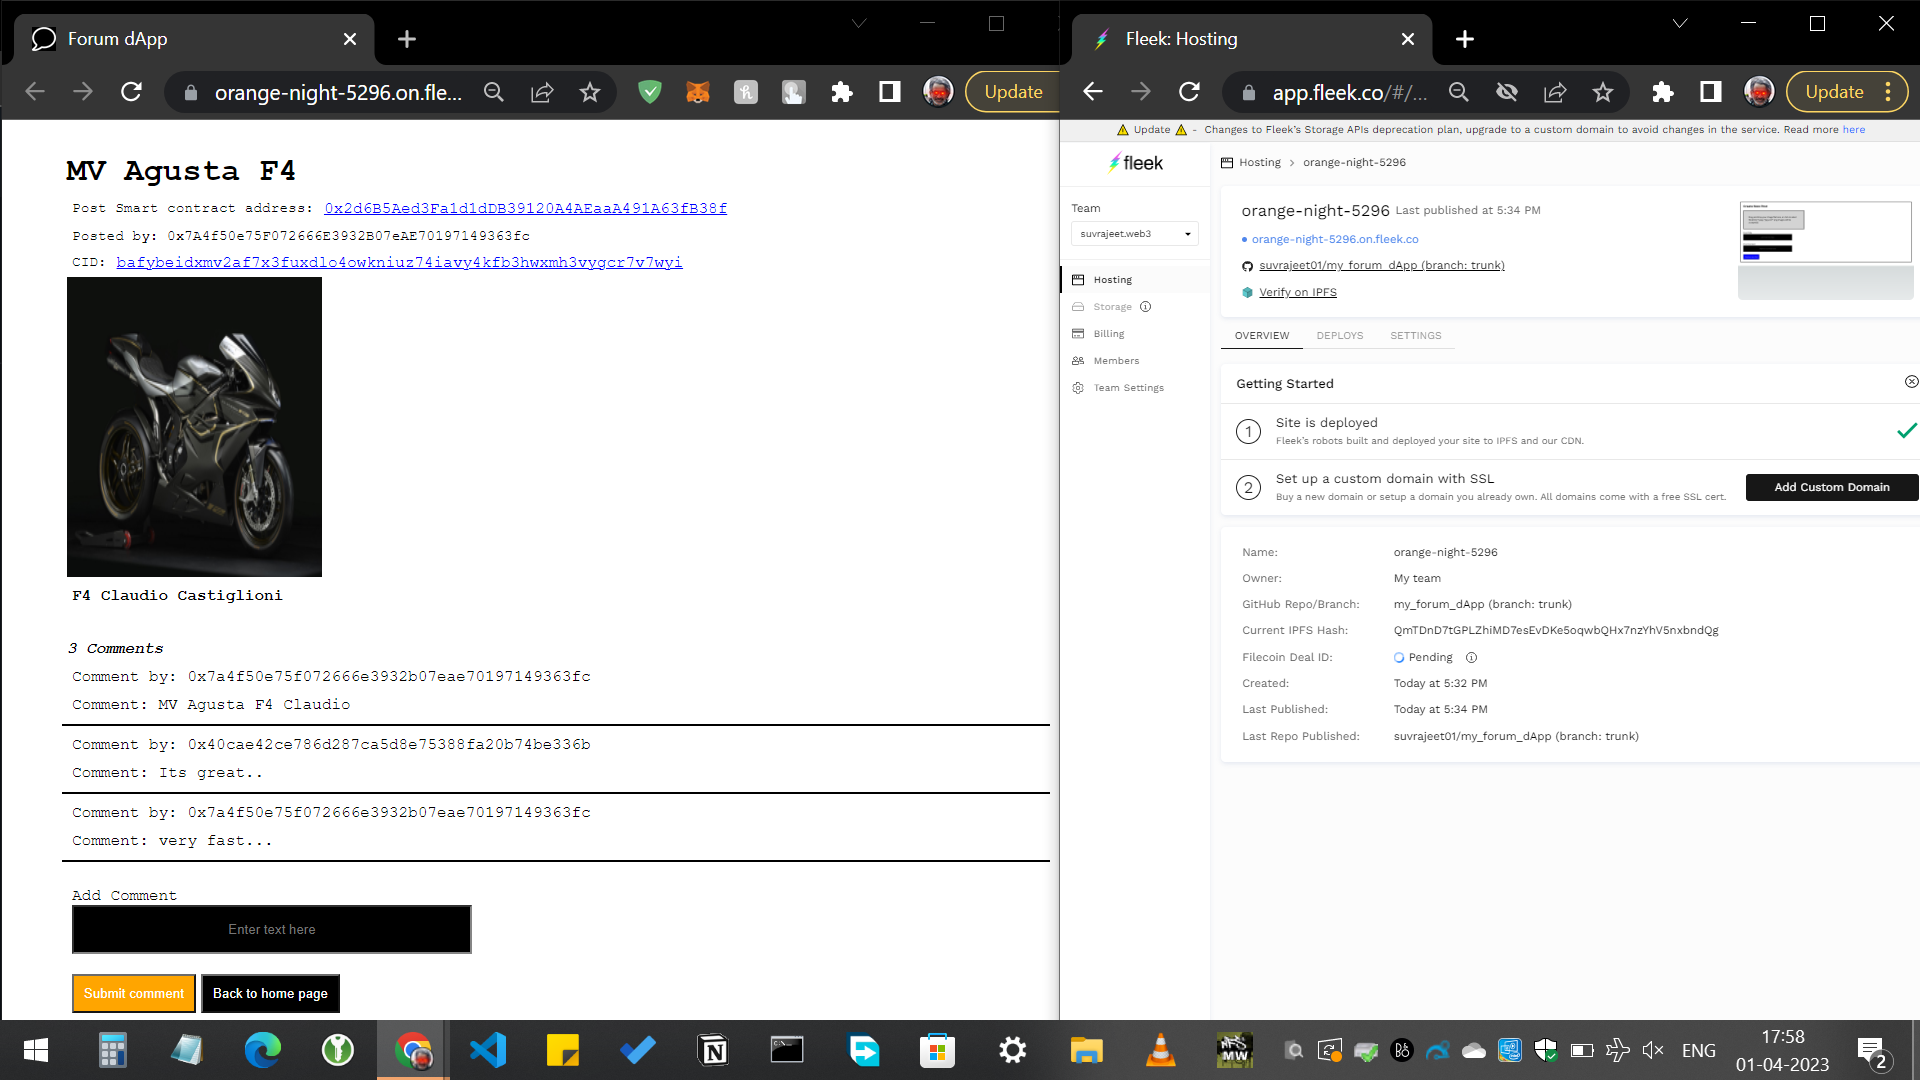 Forum dApp
orange-night-5296.on.fle...
Update
MV Agusta F4
Post Smart contract address: 0x2d6B5Aed3Fa1d1dDB39120A4AEaaA491A63fB38f
Posted by: 0x7A4f50e75F072666E3932B07eAE70197149363fc
CID: bafybeidxmv2af7x3fuxdlo4owkniuz74iavy4kfb3hwxmh3vygcr7v7wyi
F4 Claudio Castiglioni
3 Comments
Comment by: 0x7a4f50e75f072666e3932b07eae70197149363fc
Comment: MV Agusta F4 Claudio
Comment by: 0x40cae42ce786d287ca5d8e75388fa20b74be336b
Comment: Its great..
Comment by: 0x7a4f50e75f072666e3932b07eae70197149363fc
Comment: very fast...
Add Comment
Enter text here
Submit comment Back to home page
Fleek: Hosting
app.fleek.co/#/...
Update
Update - Changes to Fleek's Storage APIs deprecation plan, upgrade to a custom domain to avoid changes in the service. Read more here
fleek
Team
suvrajeet.web3
Hosting
Storage
Billing
Members
Team Settings
Hosting > orange-night-5296
orange-night-5296 Last published at 5:34 PM
orange-night-5296.on.fleek.co
suvrajeet01/my_forum_dApp (branch: trunk)
Verify on IPFS
OVERVIEW DEPLOYS SETTINGS
Getting Started
1 Site is deployed
Fleek's robots built and deployed your site to IPFS and our CDN.
2 Set up a custom domain with SSL
Buy a new domain or setup a domain you already own. All domains come with a free SSL cert.
Add Custom Domain
Name: orange-night-5296
Owner: My team
GitHub Repo/Branch: my_forum_dApp (branch: trunk)
Current IPFS Hash: QmTDnD7tGPLZhiMD7esEvDKe5oqwbQHx7nzYhV5nxbndQg
Filecoin Deal ID: Pending
Created: Today at 5:32 PM
Last Published: Today at 5:34 PM
Last Repo Published: suvrajeet01/my_forum_dApp (branch: trunk)
MW
ENG
17:58
01-04-2023
2